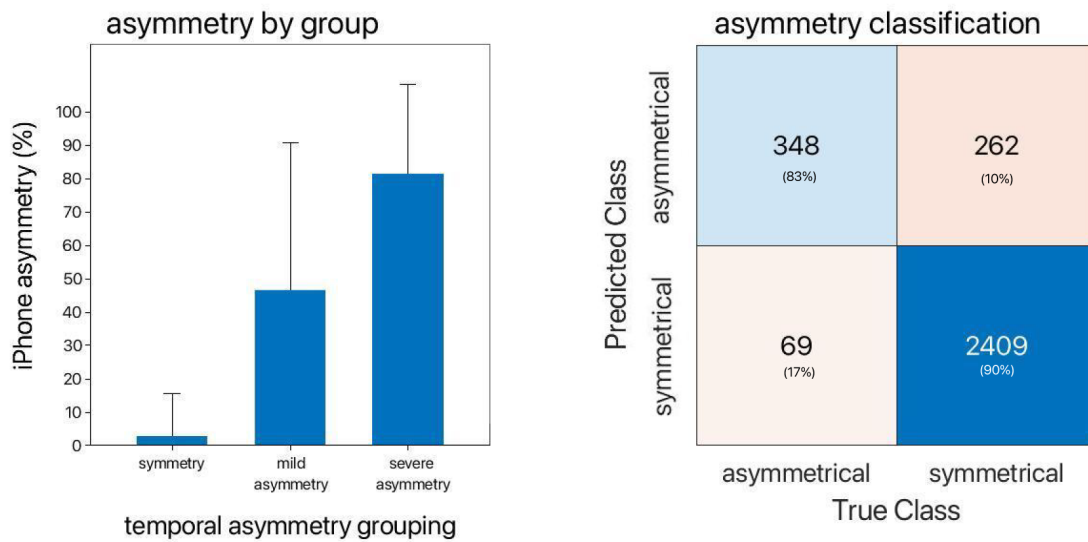 asymmetry by group
iPhone asymmetry (%)
100
90
80
70
60
50
40
30
20
10
0
symmetry
mild
asymmetry
severe
asymmetry
temporal asymmetry grouping
asymmetry classification
Predicted Class
asymmetrical
symmetrical
348
(83%)
262
(10%)
69
(17%)
2409
(90%)
asymmetrical
symmetrical
True Class